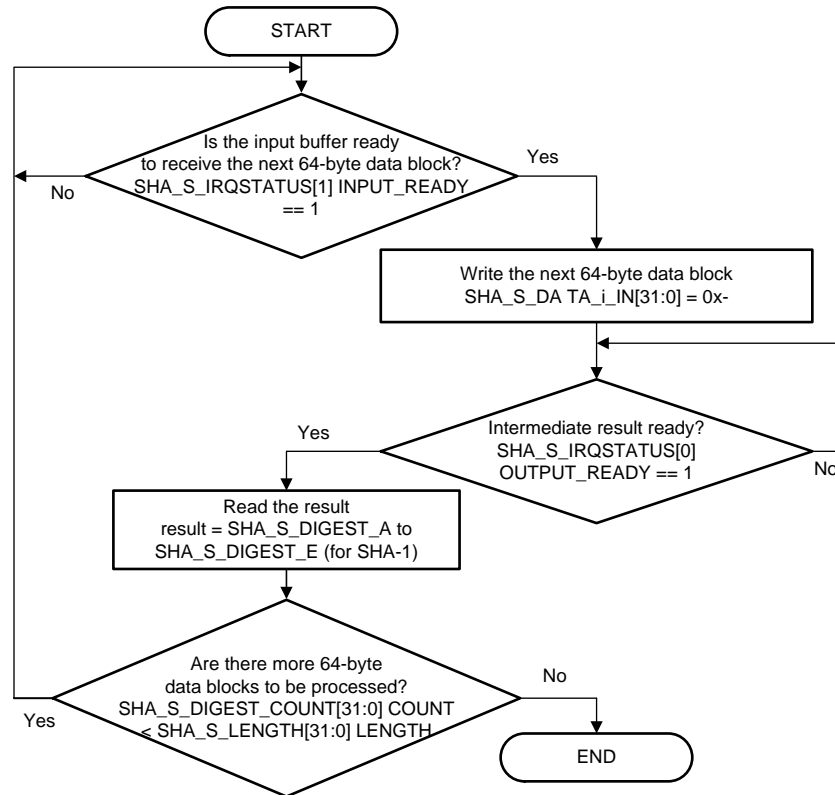 START
Is the input buffer ready
to receive the next 64-byte data block?
SHA_S_IRQSTATUS[1] INPUT_READY
== 1
Yes
No
Write the next 64-byte data block
SHA_S_DA TA_i_IN[31:0] = 0x-
Intermediate result ready?
SHA_S_IRQSTATUS[0]
OUTPUT_READY == 1
Yes
No
Read the result
result = SHA_S_DIGEST_A to
SHA_S_DIGEST_E (for SHA-1)
Are there more 64-byte
data blocks to be processed?
SHA_S_DIGEST_COUNT[31:0] COUNT
< SHA_S_LENGTH[31:0] LENGTH
No
Yes
END